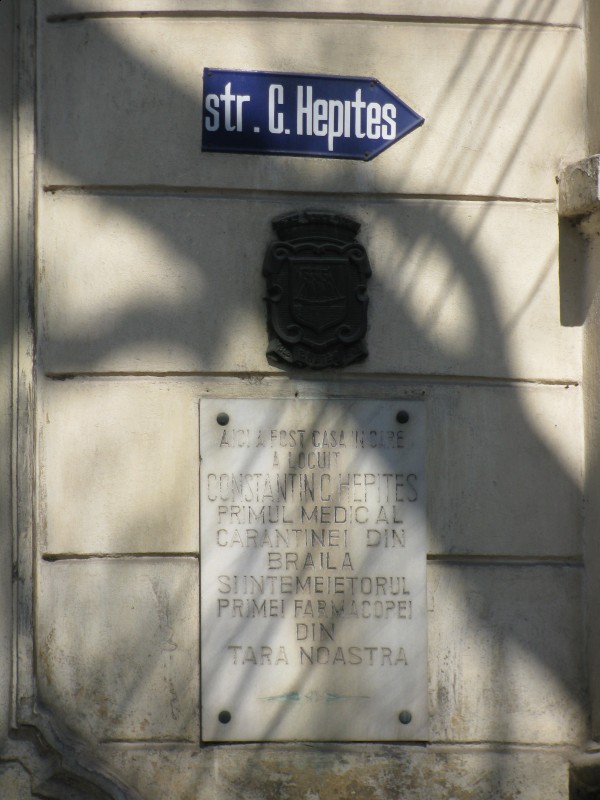 str. C. Hepites
AICI A FOST CASA IN CARE
A LOCUIT
CONSTANTIN C. HEPITES
PRIMUL MEDIC AL
CARANTINEI DIN
BRAILA
SI INTEMEIETORUL
PRIMEI FARMACOPEI
DIN
TARA NOASTRA